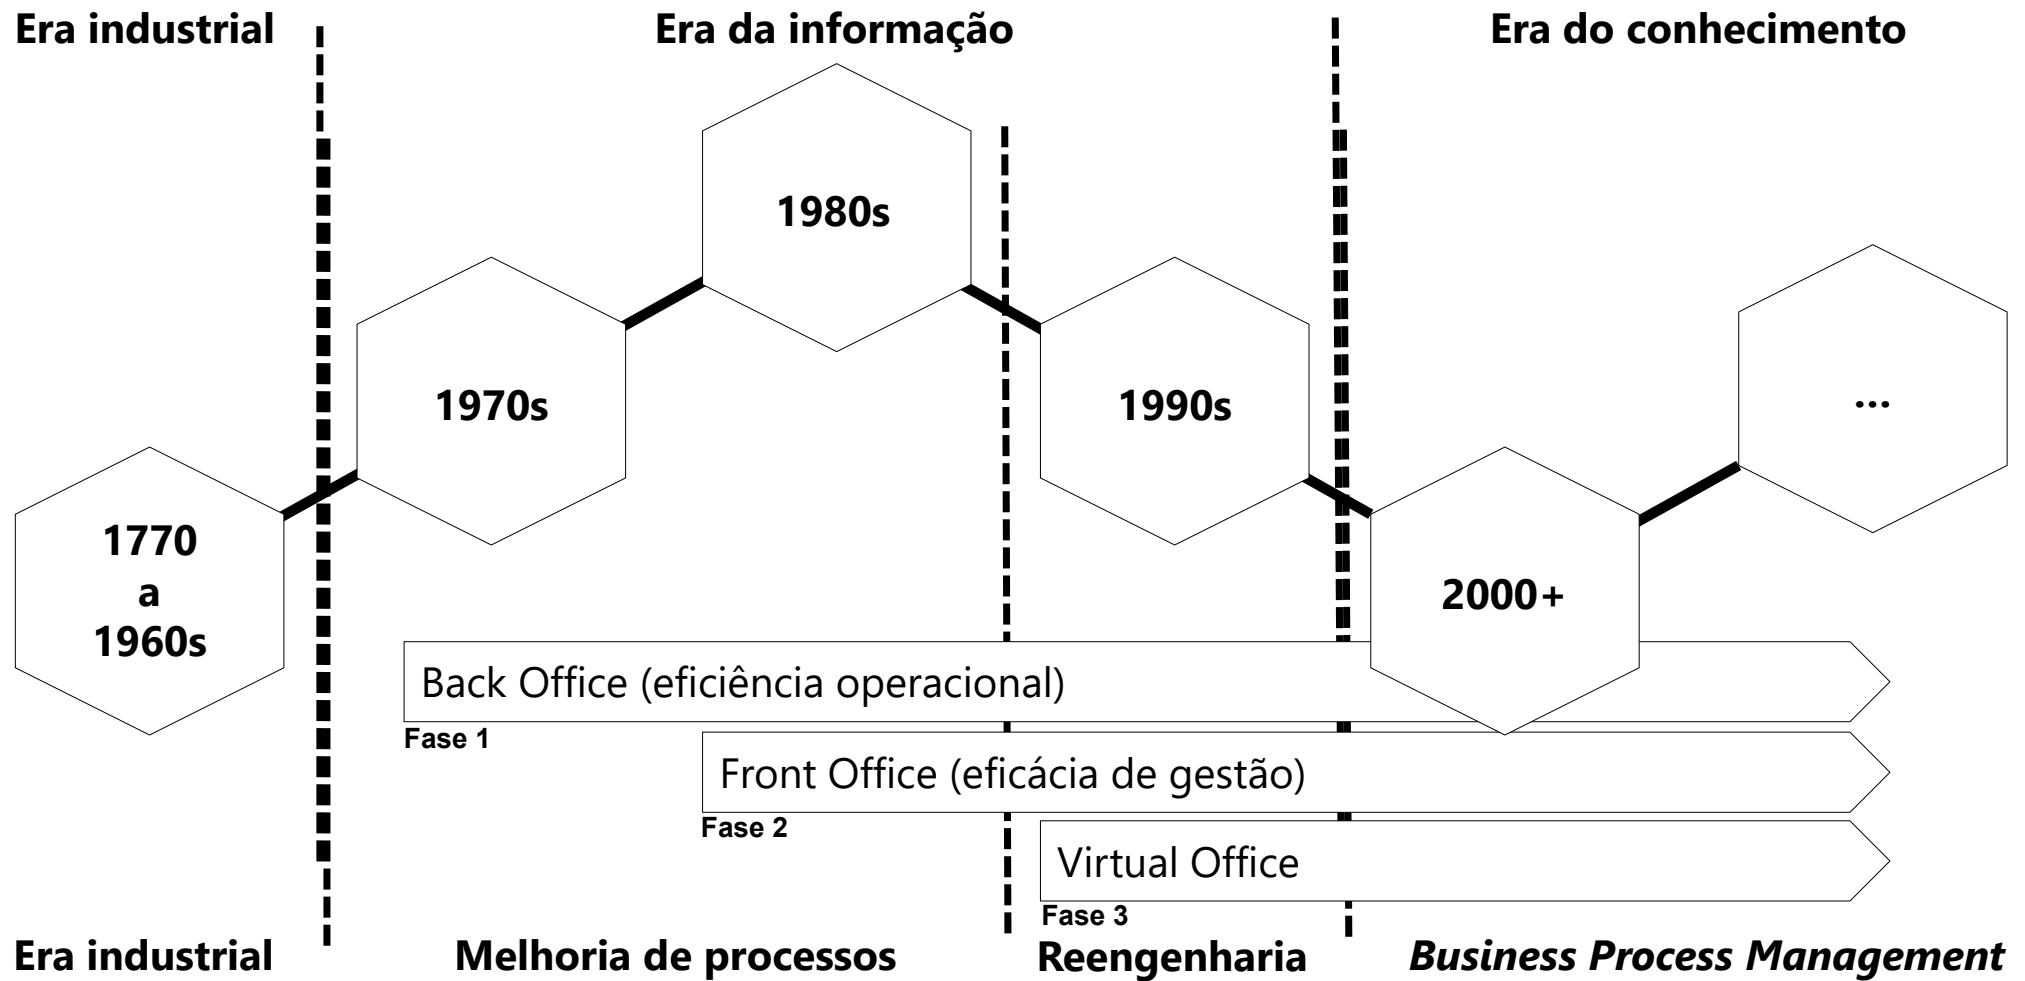 Era industrial
Era da informação
Era do conhecimento
1980s
1970s
1990s
...
1770
a
1960s
2000+
Back Office (eficiência operacional)
Fase 1
Front Office (eficácia de gestão)
Fase 2
Virtual Office
Fase 3
Era industrial
Melhoria de processos
Reengenharia
Business Process Management